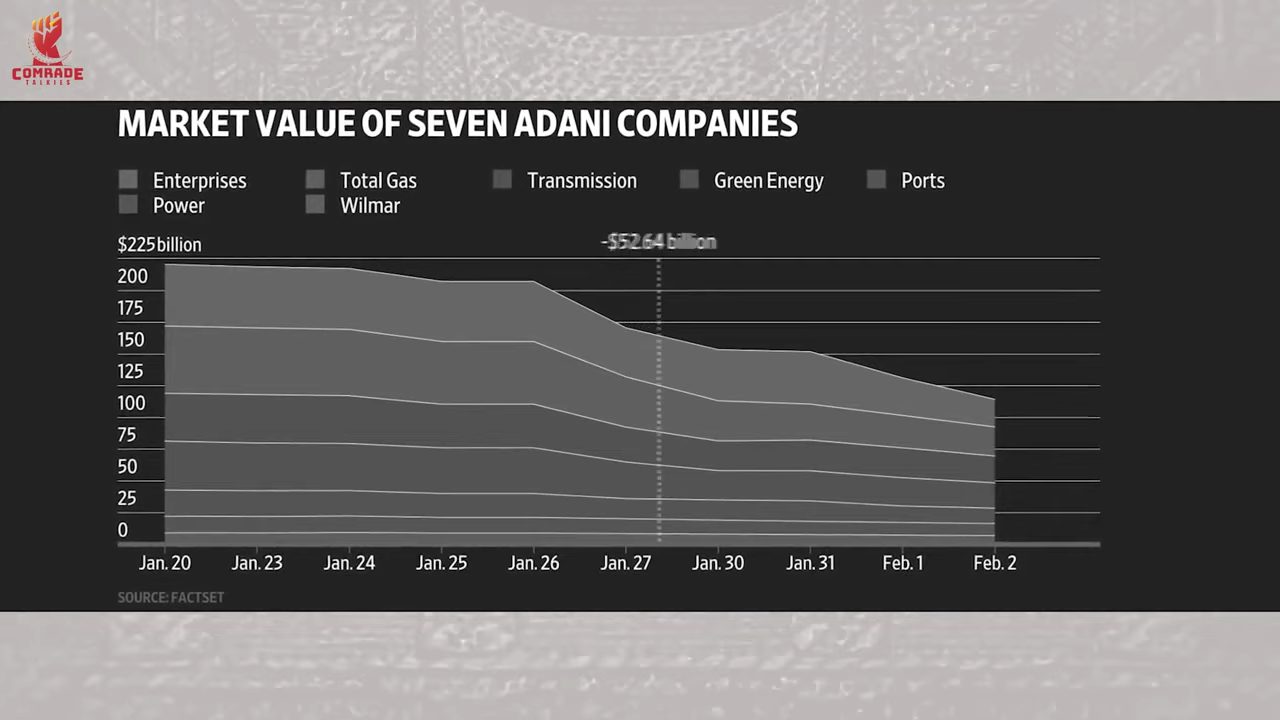 COMRADE
TALKIES
MARKET VALUE OF SEVEN ADANI COMPANIES
Enterprises Total Gas Transmission Green Energy Ports
Power Wilmar
$225 billion -$52.64 billion
200
175
150
125
100
75
50
25
0
Jan. 20 Jan. 23 Jan. 24 Jan. 25 Jan. 26 Jan. 27 Jan. 30 Jan. 31 Feb. 1 Feb. 2
SOURCE: FACTSET